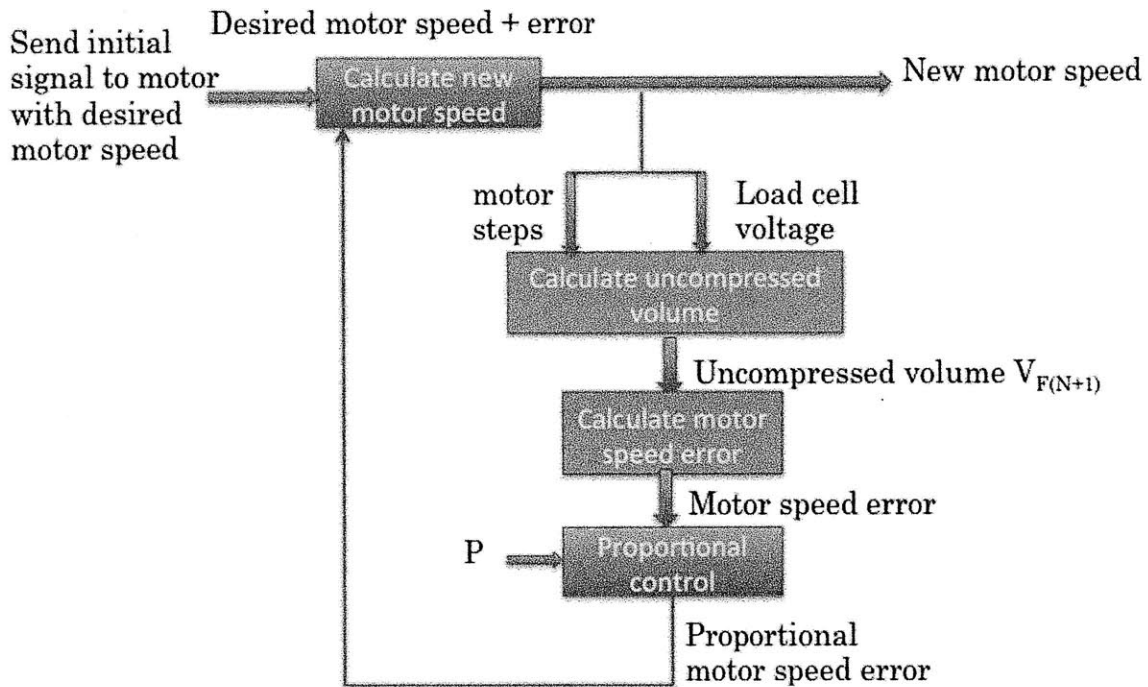 Send initial
signal to motor
with desired
motor speed
Desired motor speed + error
Calculate new
motor speed
New motor speed
motor
steps
Load cell
voltage
Calculate uncompressed
volume
Uncompressed volume V_F(N+1)
Calculate motor
speed error
Motor speed error
P
Proportional
control
Proportional
motor speed error